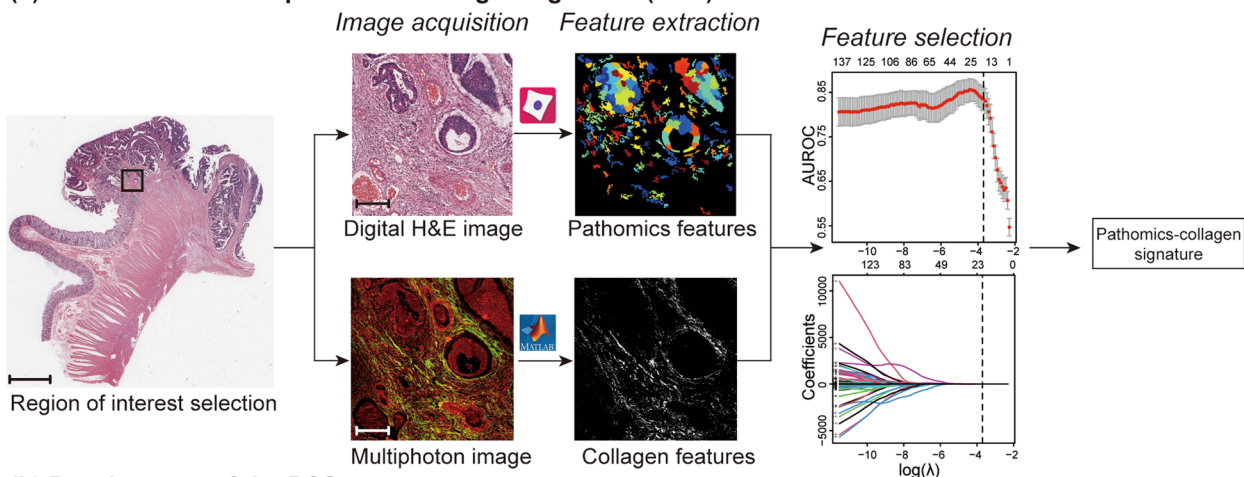 Image acquisition
Feature extraction
Feature selection
137 125 106 86 65 44 25 13 1
0.85
0.75
0.65
0.55
AUROC
-10 -8 -6 -4 -2
123 83 49 23 0
10000
50000
0
-5000
Coefficients
-10 -8 -6 -4 -2
log(λ)
Digital H&E image
Pathomics features
MATLAB
Multiphoton image
Collagen features
Region of interest selection
Pathomics-collagen
signature